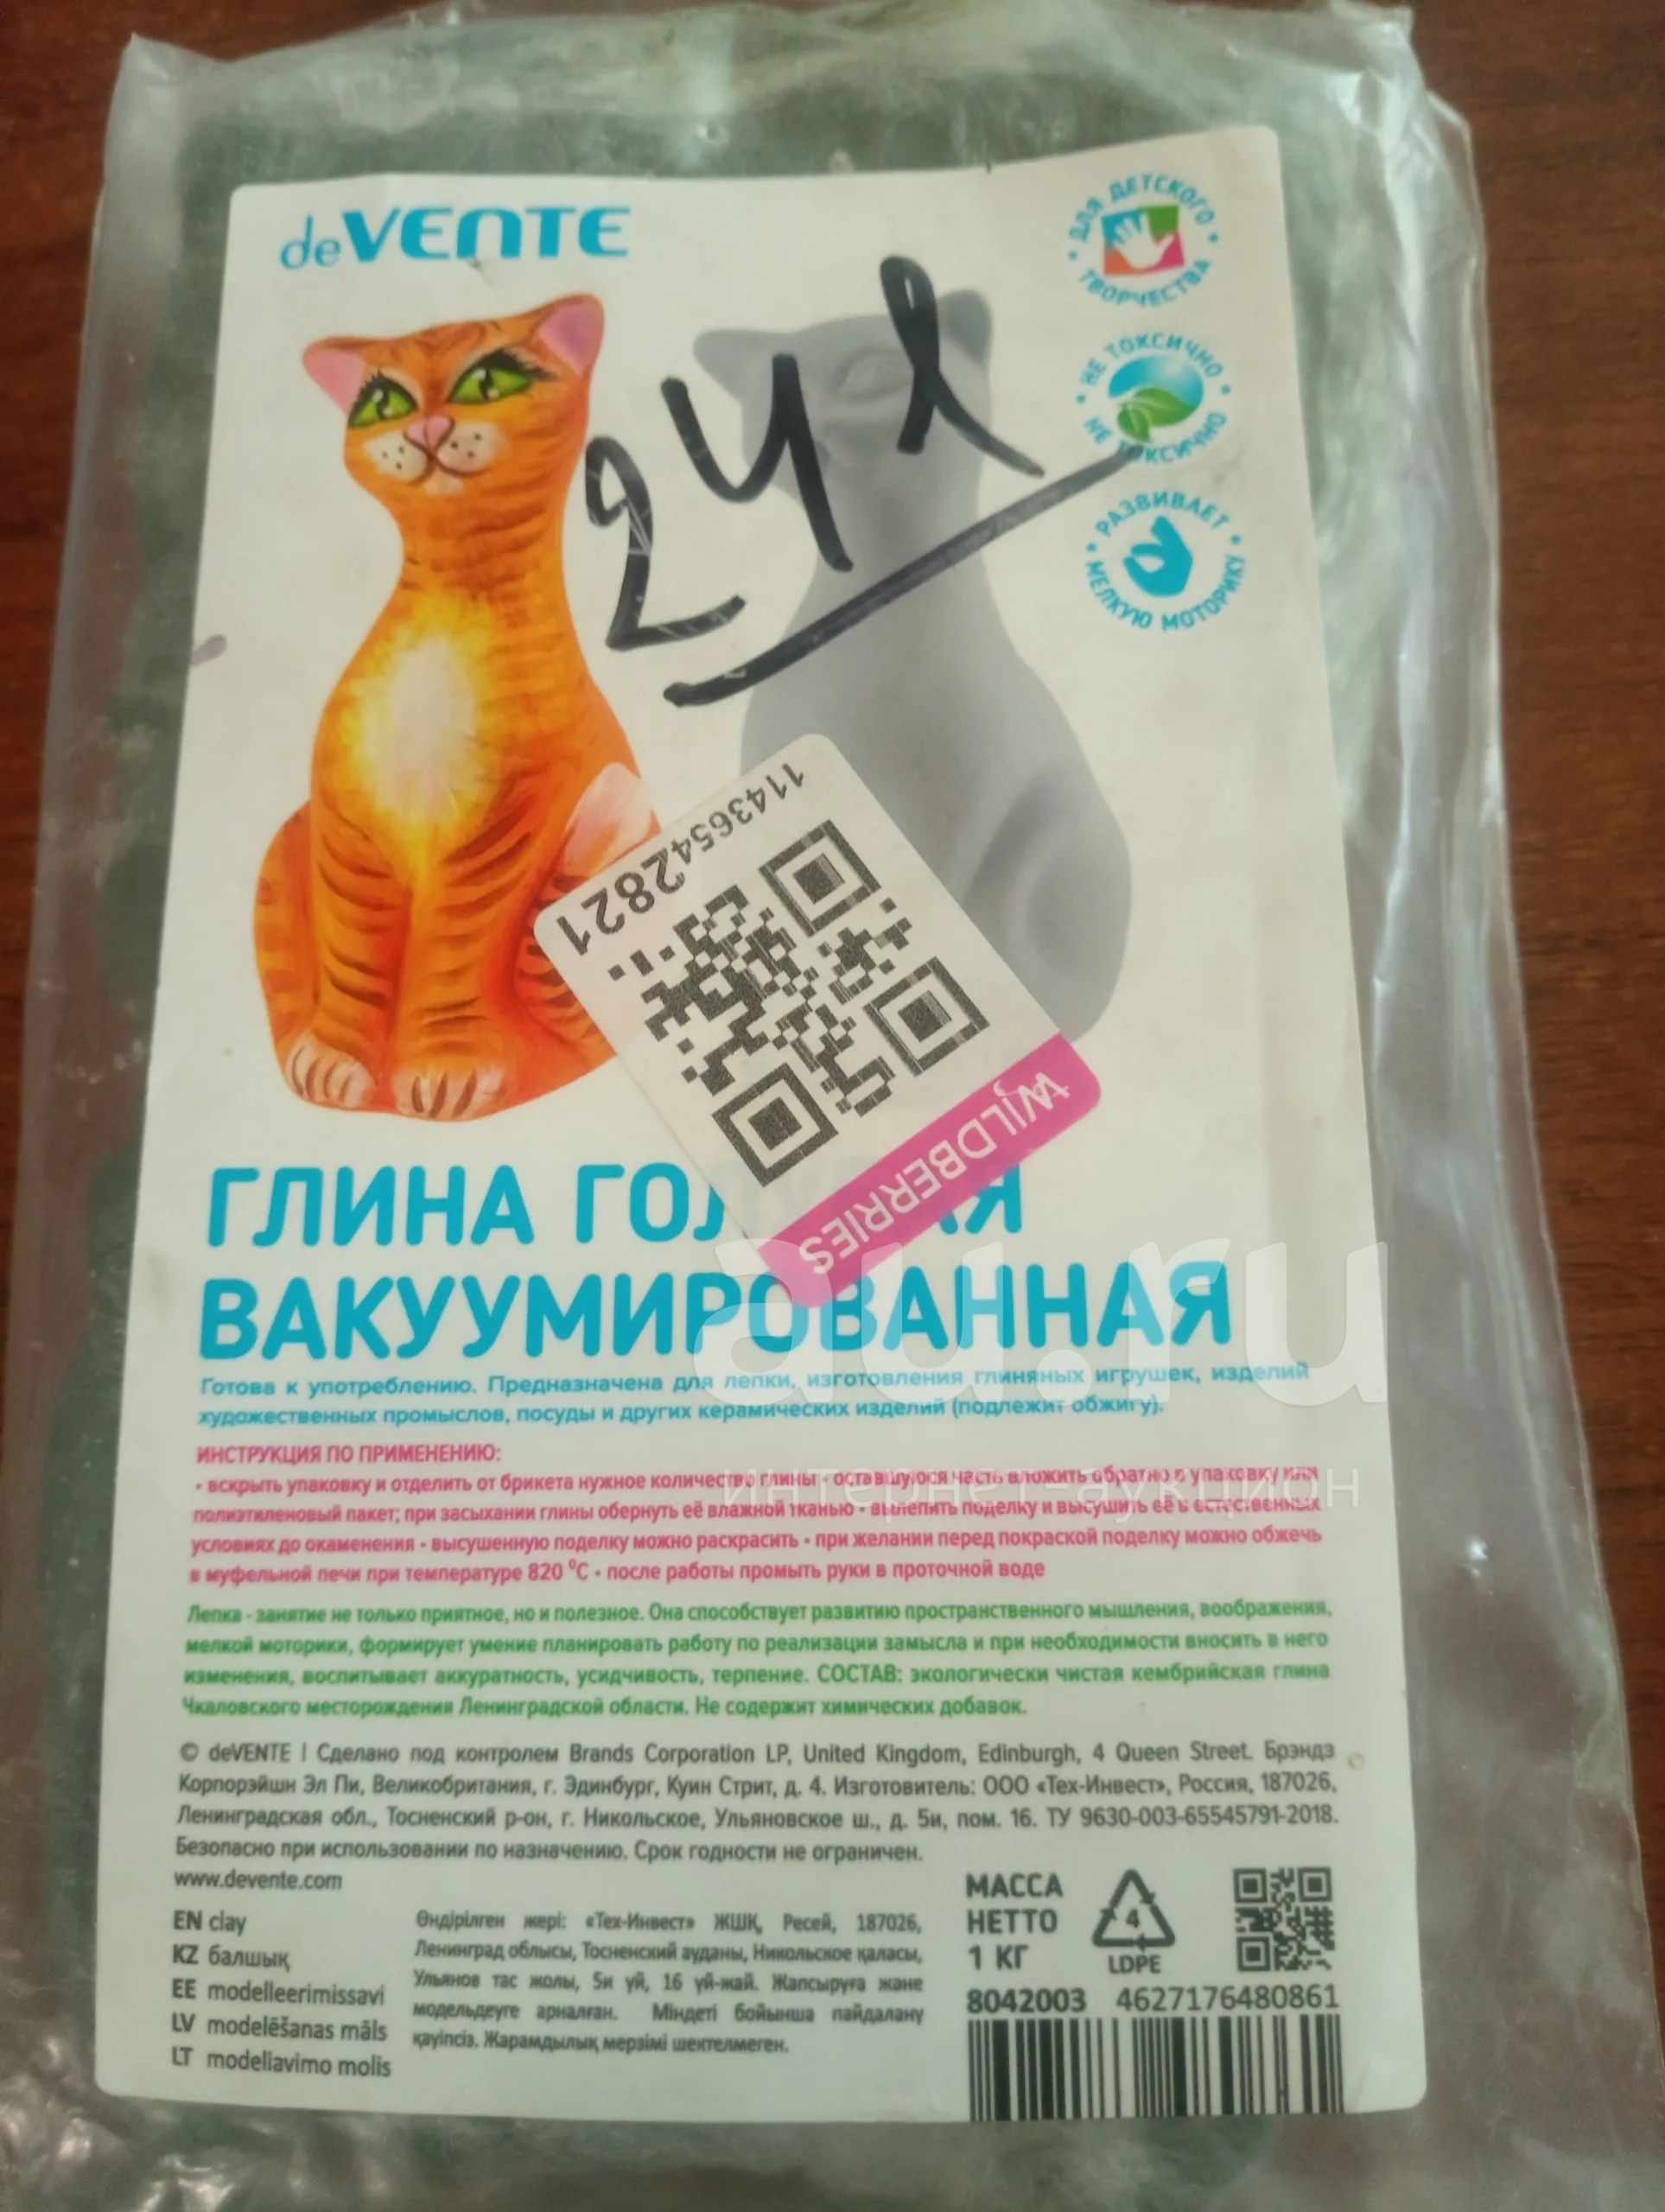 deVENTE
• ДЛЯ ДЕТСКОГО • ТВОРЧЕСТВА
• НЕ ТОКСИЧНО • НЕ ТОКСИЧНО
• РАЗВИВАЕТ • МЕЛКУЮ МОТОРИКУ
11436542821
WILDBERRIES
ГЛИНА
ВАКУУМИРОВАННАЯ
Готова к употреблению. Предназначена для лепки, изготовления глиняных игрушек, изделий
художественных промыслов, посуды и других керамических изделий (подлежит обжигу).
ИНСТРУКЦИЯ ПО ПРИМЕНЕНИЮ:
• вскрыть упаковку и отделить от брикета нужное количество глины • оставшуюся часть вложить обратно в упаковку или
полиэтиленовый пакет; при засыхании глины обернуть её влажной тканью • вылепить поделку и высушить её в естественных
условиях до окаменения • высушенную поделку можно раскрасить • при желании перед покраской поделку можно обжечь
в муфельной печи при температуре 820 °С • после работы промыть руки в проточной воде
Лепка - занятие не только приятное, но и полезное. Она способствует развитию пространственного мышления, воображения,
мелкой моторики, формирует умение планировать работу по реализации замысла и при необходимости вносить в него
изменения, воспитывает аккуратность, усидчивость, терпение. СОСТАВ: экологически чистая кембрийская глина
Чкаловского месторождения Ленинградской области. Не содержит химических добавок.
© deVENTE | Сделано под контролем Brands Corporation LP, United Kingdom, Edinburgh, 4 Queen Street. Брэндз
Корпорэйшн Эл Пи, Великобритания, г. Эдинбург, Куин Стрит, д. 4. Изготовитель: ООО «Тех-Инвест», Россия, 187026,
Ленинградская обл., Тосненский р-он, г. Никольское, Ульяновское ш., д. 5и, пом. 16. ТУ 9630-003-65545791-2018.
Безопасно при использовании по назначению. Срок годности не ограничен.
www.devente.com
EN clay
KZ балшық
EE modelleerimissavi
LV modelēšanas māls
LT modeliavimo molis
Өндірілген жері: «Тех-Инвест» ЖШҚ, Ресей, 187026,
Ленинград облысы, Тосненский ауданы, Никольское қаласы,
Ульянов тас жолы, 5и үй, 16 үй-жай. Жапсыруға және
модельдеуге арналған. Міндеті бойынша пайдалану
қауіпсіз. Жарамдылық мерзімі шектелмеген.
МАССА
НЕТТО
1 КГ
4
LDPE
8042003 4627176480861
au.ru
интернет-аукцион